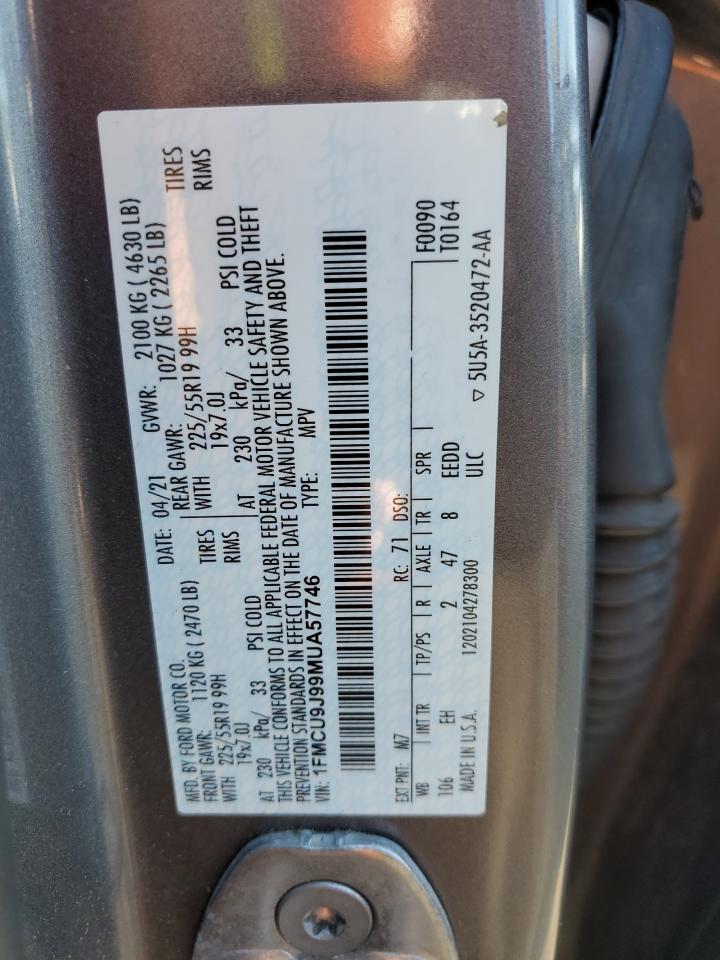 MFD. BY FORD MOTOR CO. DATE: 04/21 GVWR: 2100 KG ( 4630 LB)
FRONT GAWR: 1120 KG ( 2470 LB) REAR GAWR: 1027 KG ( 2265 LB)
WITH 225/55R19 99H TIRES WITH 225/55R19 99H TIRES
19x7.0J RIMS 19x7.0J RIMS
AT 230 kPa/ 33 PSI COLD AT 230 kPa/ 33 PSI COLD
THIS VEHICLE CONFORMS TO ALL APPLICABLE FEDERAL MOTOR VEHICLE SAFETY AND THEFT
PREVENTION STANDARDS IN EFFECT ON THE DATE OF MANUFACTURE SHOWN ABOVE.
VIN: 1FMCU9J99MUA57746 TYPE: MPV
EXT PNT: M7 RC: 71 DSO: F0090
WB INT TR TP/PS R AXLE TR SPR T0164
106 EH 2 47 8 EEDD
MADE IN U.S.A. 1202104278300 ULC ▽ 5U5A-3520472-AA